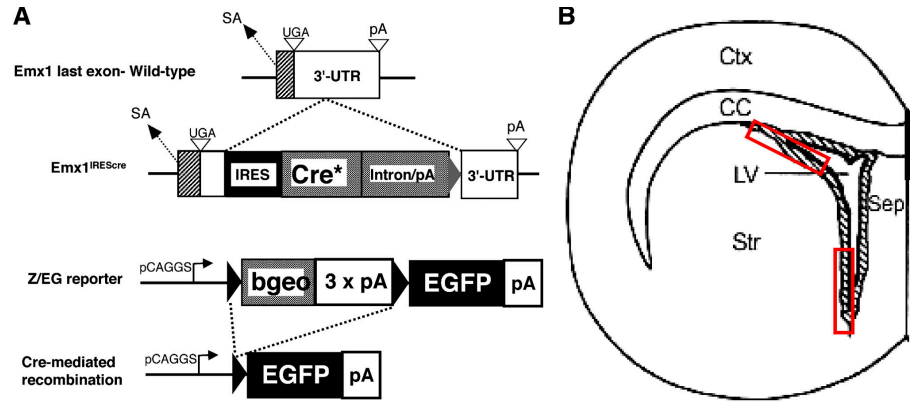 A
SA
UGA
pA
Emx1 last exon- Wild-type
3'-UTR
SA
UGA
pA
Emx1IREScre
IRES
Cre*
Intron/pA
3'-UTR
Z/EG reporter
pCAGGS
bgeo
3 x pA
EGFP
pA
Cre-mediated
recombination
pCAGGS
EGFP
pA
B
Ctx
CC
LV
Sep
Str